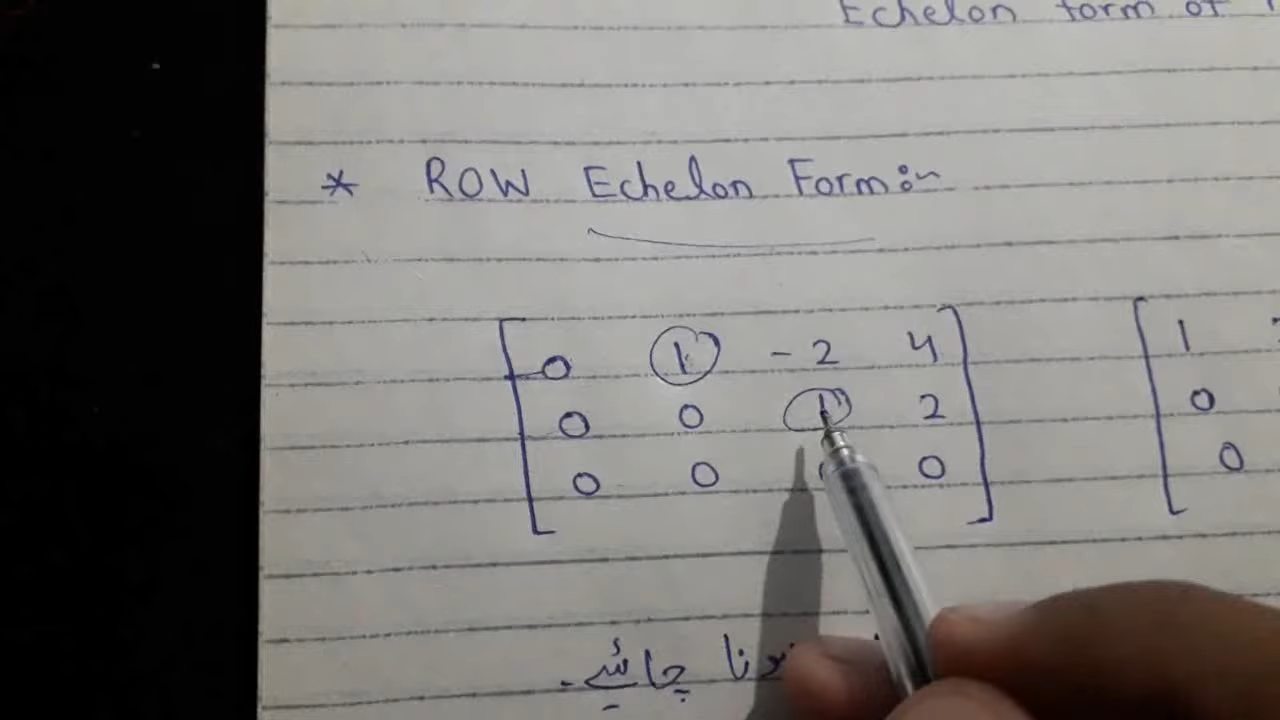 Echelon form of
* ROW Echelon Form:~
0 1 -2 4 1
0 0 1 2 0
0 0 0 0
ہونا چاہئے۔